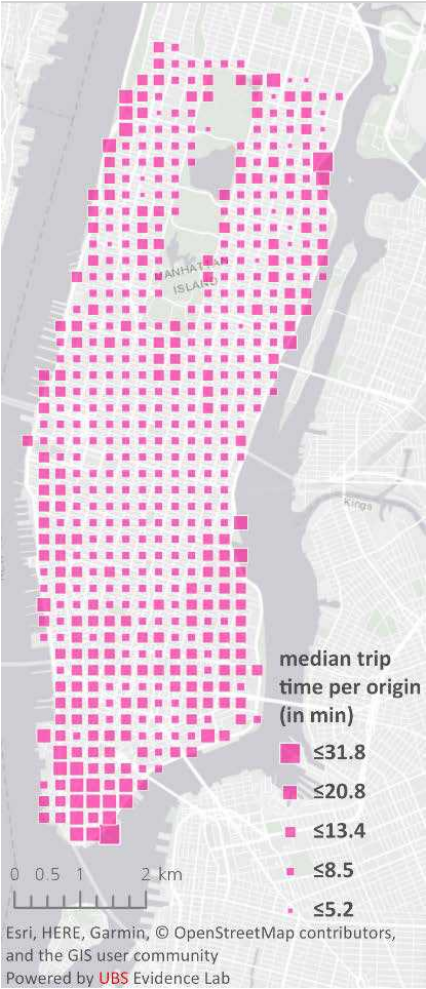 MANHATTAN
ISLAND
Kings
median trip
time per origin
(in min)
≤31.8
≤20.8
≤13.4
≤8.5
≤5.2
0 0.5 1 2 km
Esri, HERE, Garmin, © OpenStreetMap contributors,
and the GIS user community
Powered by UBS Evidence Lab